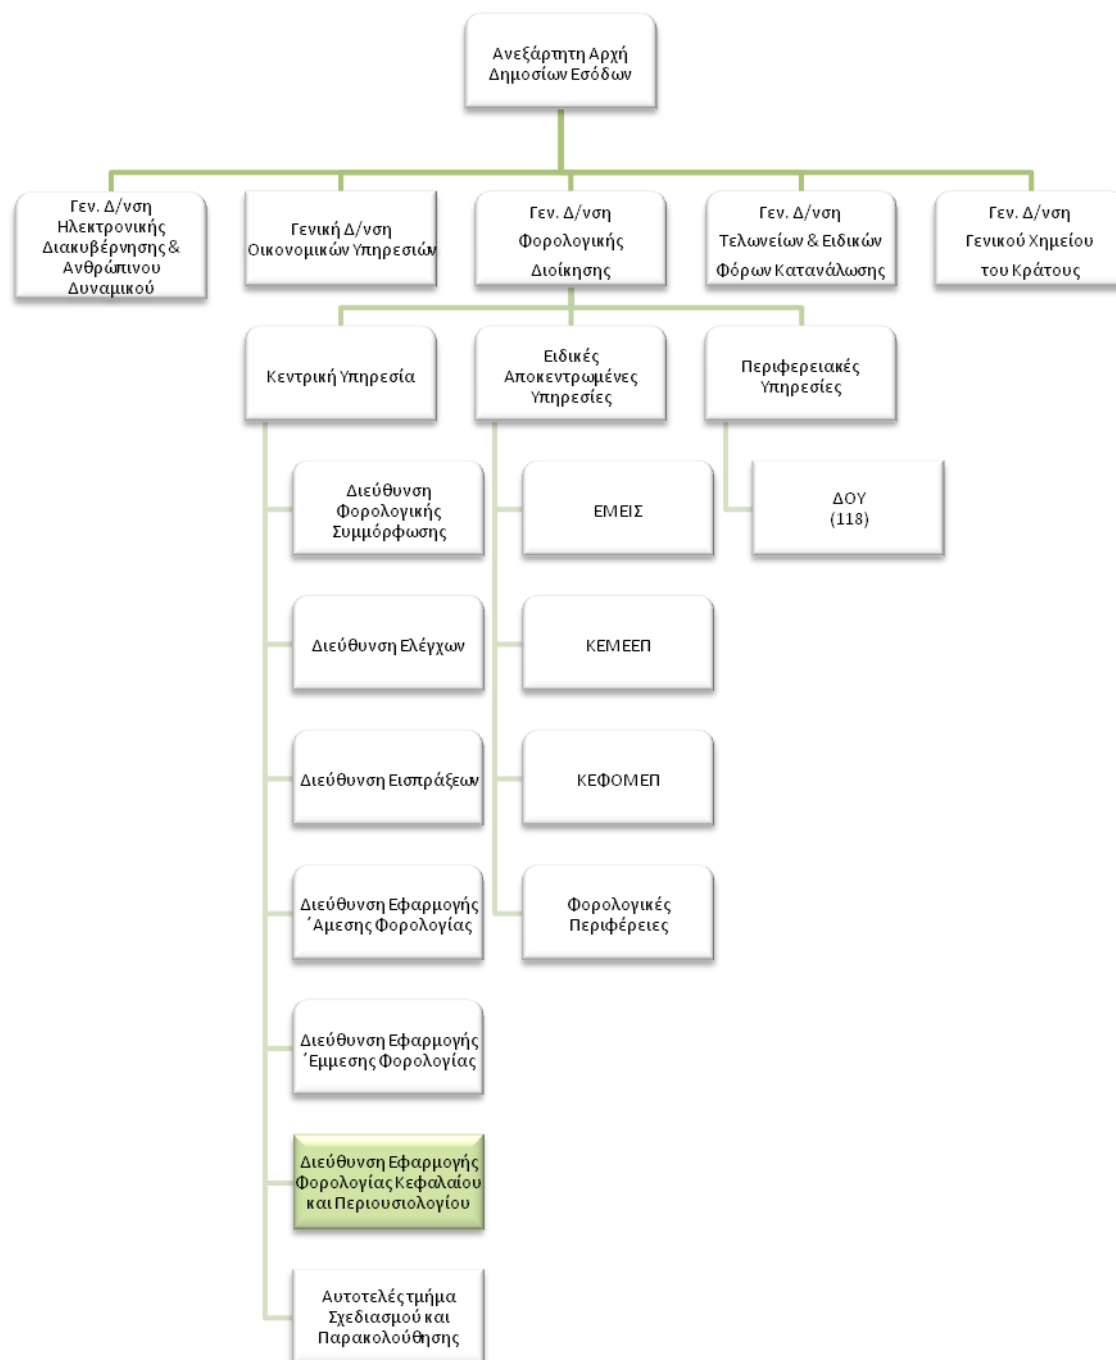 Ανεξάρτητη Αρχή
Δημοσίων Εσόδων
Γεν. Δ/νση
Ηλεκτρονικής
Διακυβέρνησης &
Ανθρώπινου
Δυναμικού
Γενική Δ/νση
Οικονομικών Υπηρεσιών
Γεν. Δ/νση
Φορολογικής
Διοίκησης
Γεν. Δ/νση
Τελωνείων & Ειδικών
Φόρων Κατανάλωσης
Γεν. Δ/νση
Γενικού Χημείου
του Κράτους
Κεντρική Υπηρεσία
Ειδικές
Αποκεντρωμένες
Υπηρεσίες
Περιφερειακές
Υπηρεσίες
Διεύθυνση
Φορολογικής
Συμμόρφωσης
ΕΜΕΙΣ
ΔΟΥ
(118)
Διεύθυνση Ελέγχων
ΚΕΜΕΕΠ
Διεύθυνση Εισπράξεων
ΚΕΦΟΜΕΠ
Διεύθυνση Εφαρμογής
΄Αμεσης Φορολογίας
Φορολογικές
Περιφέρειες
Διεύθυνση Εφαρμογής
΄Εμμεσης Φορολογίας
Διεύθυνση Εφαρμογής
Φορολογίας Κεφαλαίου
και Περιουσιολογίου
Αυτοτελές τμήμα
Σχεδιασμού και
Παρακολούθησης